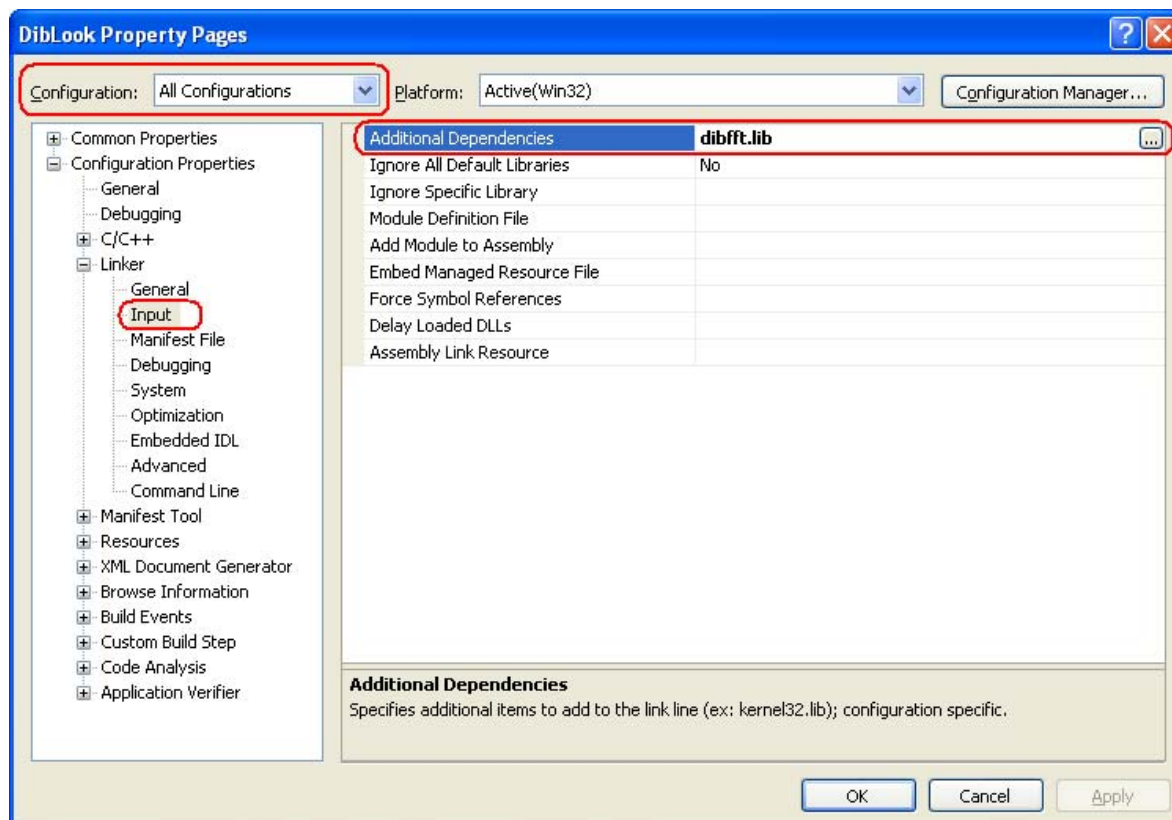 DibLook Property Pages
Configuration: All Configurations Platform: Active(Win32) Configuration Manager...
Common Properties
Configuration Properties
General
Debugging
C/C++
Linker
General
Input
Manifest File
Debugging
System
Optimization
Embedded IDL
Advanced
Command Line
Manifest Tool
Resources
XML Document Generator
Browse Information
Build Events
Custom Build Step
Code Analysis
Application Verifier
Additional Dependencies dibfft.lib ...
Ignore All Default Libraries No
Ignore Specific Library
Module Definition File
Add Module to Assembly
Embed Managed Resource File
Force Symbol References
Delay Loaded DLLs
Assembly Link Resource
Additional Dependencies
Specifies additional items to add to the link line (ex: kernel32.lib); configuration specific.
OK Cancel Apply